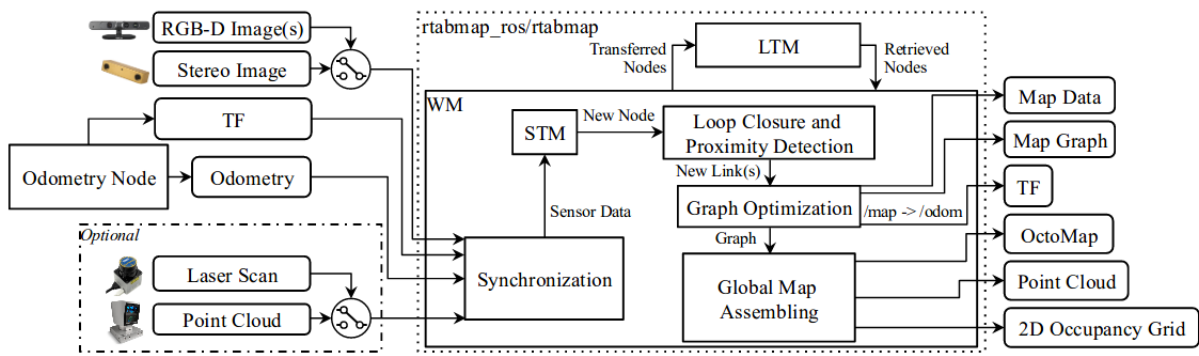 RGB-D Image(s)
Stereo Image
TF
Odometry Node
Odometry
Optional
Laser Scan
Point Cloud
rtabmap_ros/rtabmap
Transferred
Nodes
LTM
Retrieved
Nodes
WM
STM
New Node
Loop Closure and
Proximity Detection
New Link(s)
Sensor Data
Graph Optimization
/map -> /odom
Graph
Synchronization
Global Map
Assembling
Map Data
Map Graph
TF
OctoMap
Point Cloud
2D Occupancy Grid